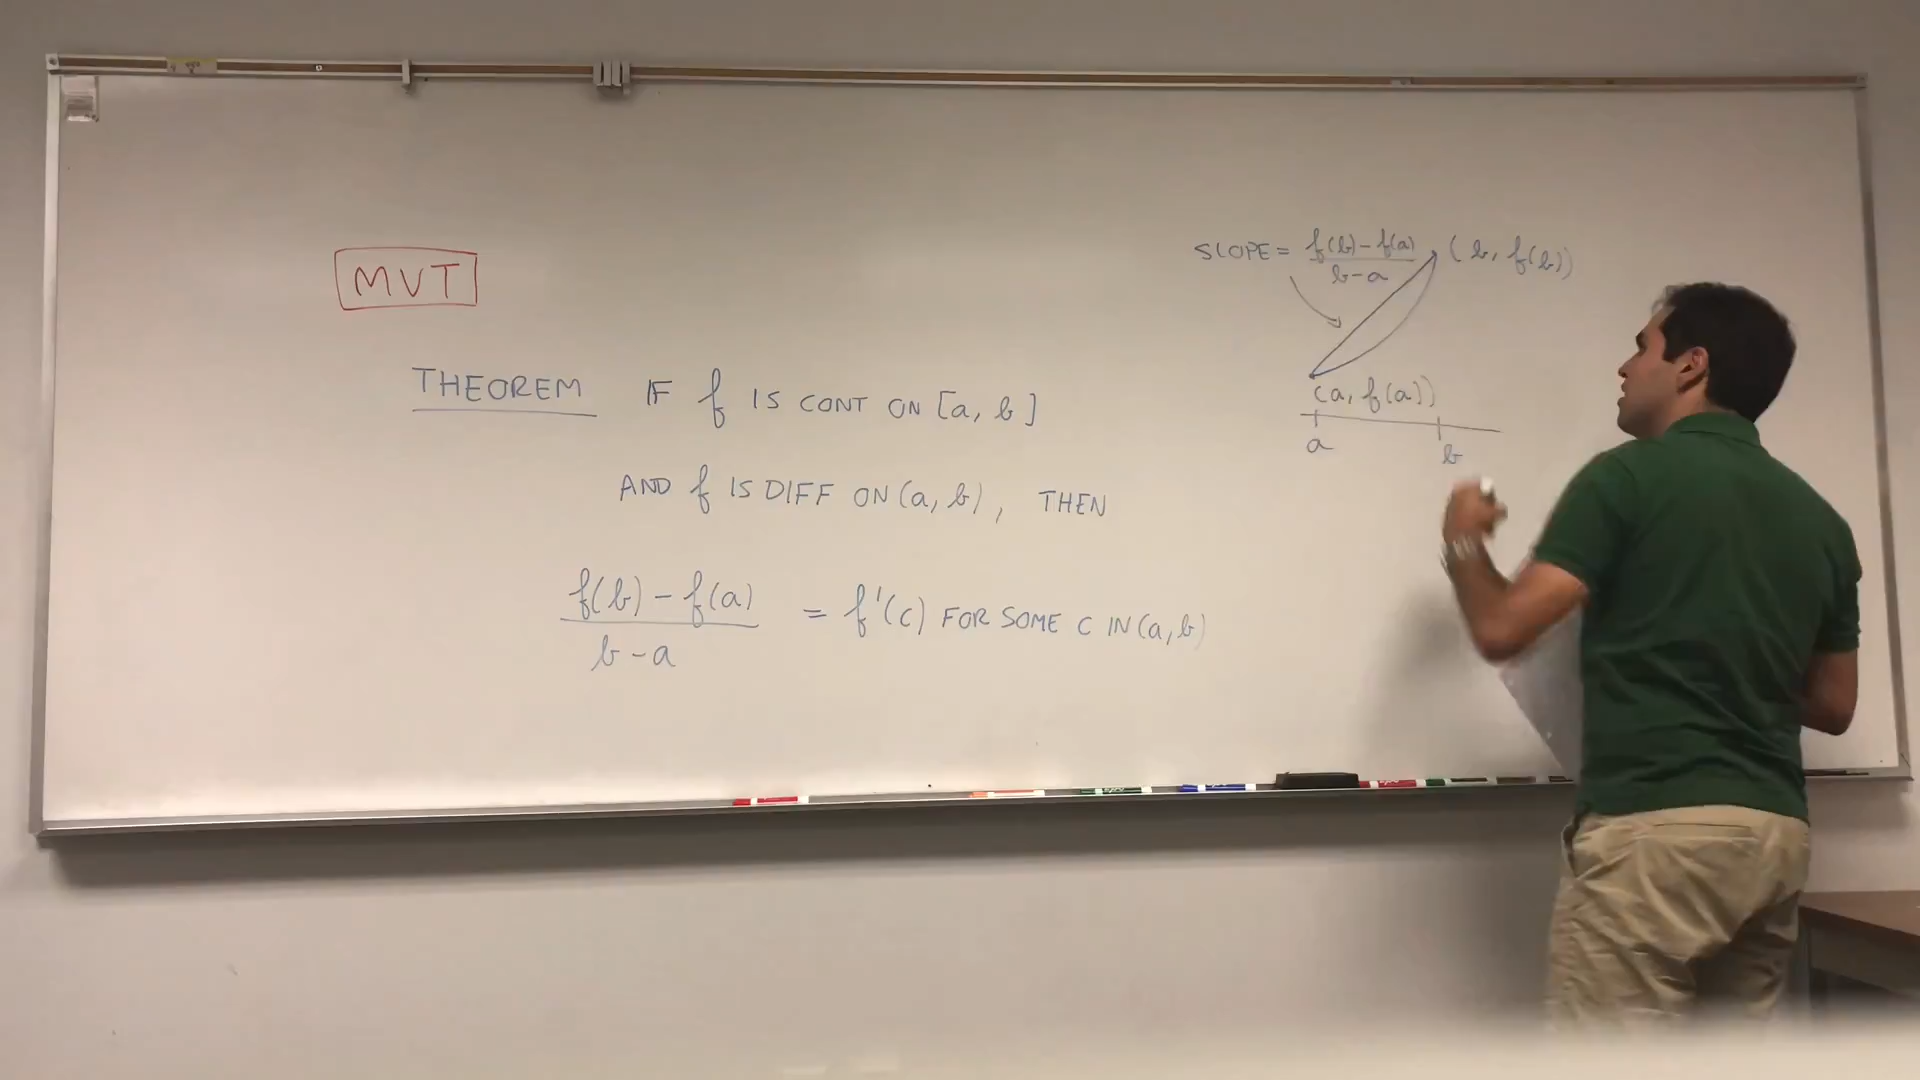 MVT
THEOREM IF f IS CONT ON [a, b]
AND f IS DIFF ON (a, b), THEN
f(b) - f(a)
b - a
= f'(c) FOR SOME C IN (a, b)
SLOPE = f(b) - f(a)
b - a
(b, f(b))
(a, f(a))
a
b